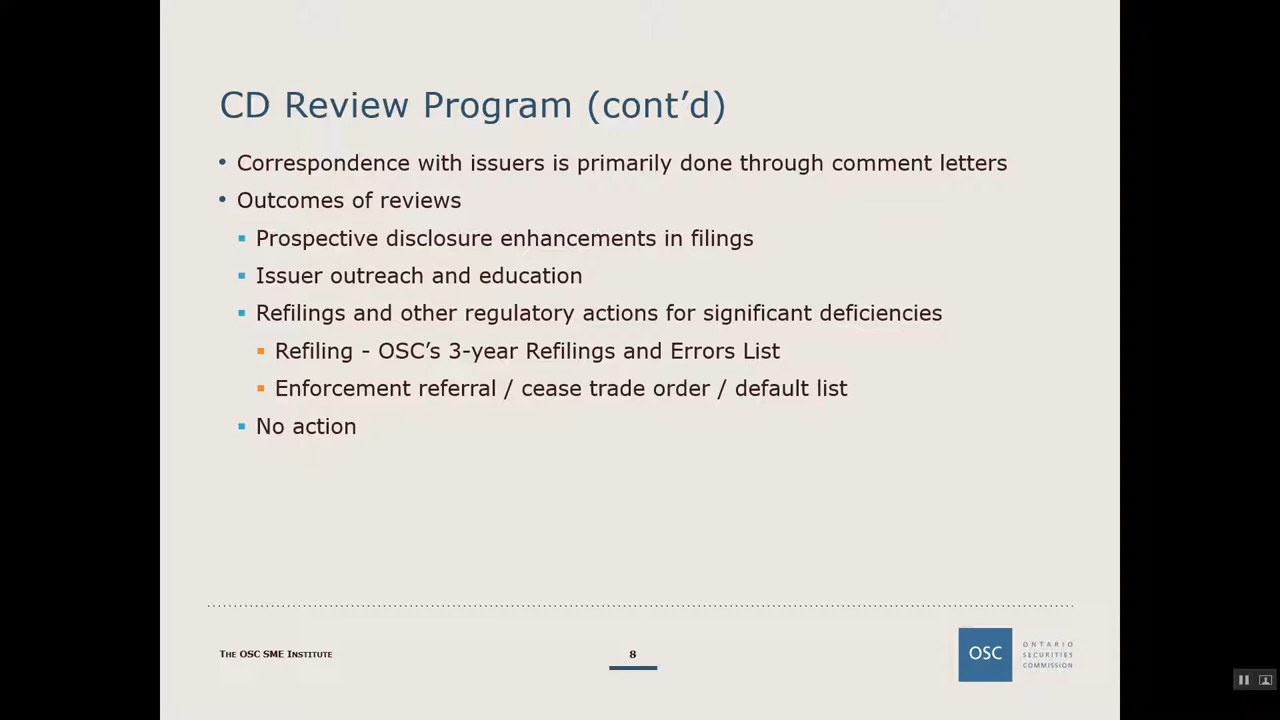 CD Review Program (cont’d)
• Correspondence with issuers is primarily done through comment letters
• Outcomes of reviews
▪ Prospective disclosure enhancements in filings
▪ Issuer outreach and education
▪ Refilings and other regulatory actions for significant deficiencies
▪ Refiling - OSC’s 3-year Refilings and Errors List
▪ Enforcement referral / cease trade order / default list
▪ No action
THE OSC SME INSTITUTE
8
OSC
ONTARIO
SECURITIES
COMMISSION